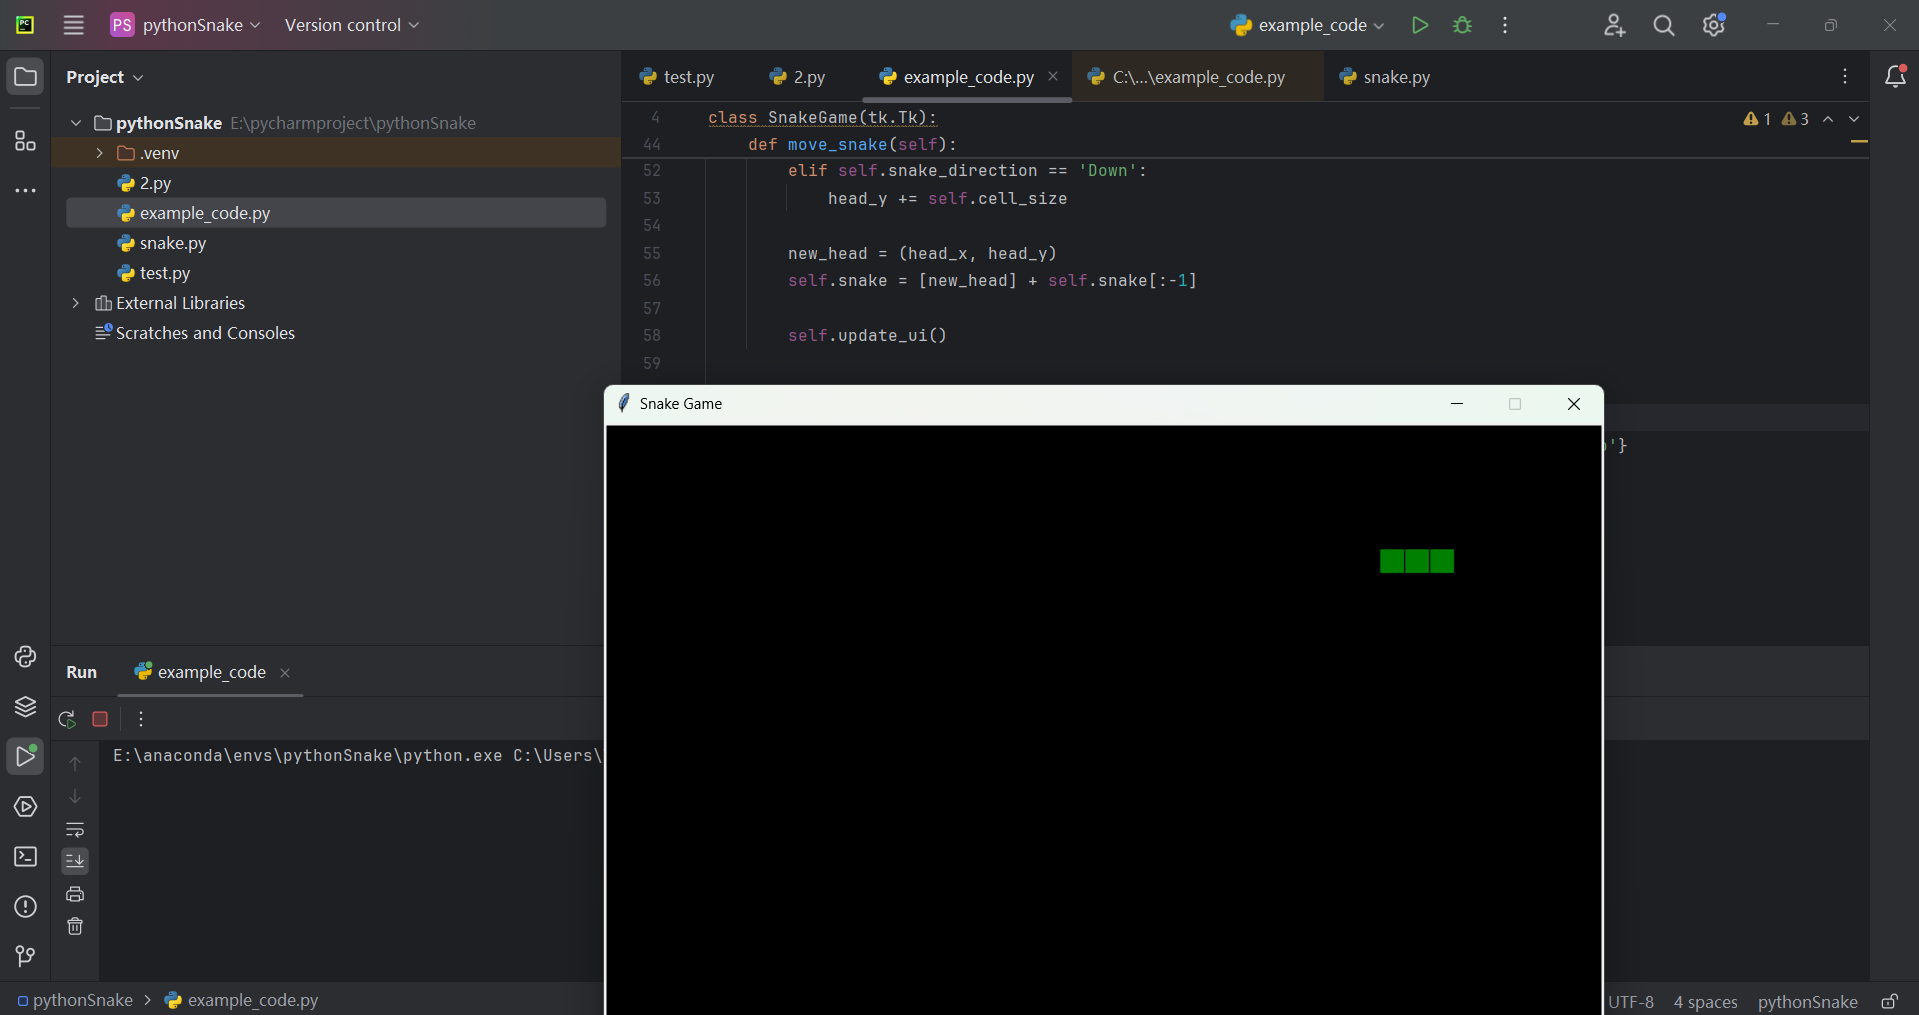 PC
PS pythonSnake
Version control
example_code
Project
test.py
2.py
example_code.py
C:\...\example_code.py
snake.py
pythonSnake E:\pycharmproject\pythonSnake
.venv
2.py
example_code.py
snake.py
test.py
External Libraries
Scratches and Consoles
4 class SnakeGame(tk.Tk):
44 def move_snake(self):
52 elif self.snake_direction == 'Down':
53 head_y += self.cell_size
54
55 new_head = (head_x, head_y)
56 self.snake = [new_head] + self.snake[:-1]
57
58 self.update_ui()
59
1 3
'}
Snake Game
Run
example_code
E:\anaconda\envs\pythonSnake\python.exe C:\Users\
pythonSnake > example_code.py
UTF-8
4 spaces
pythonSnake